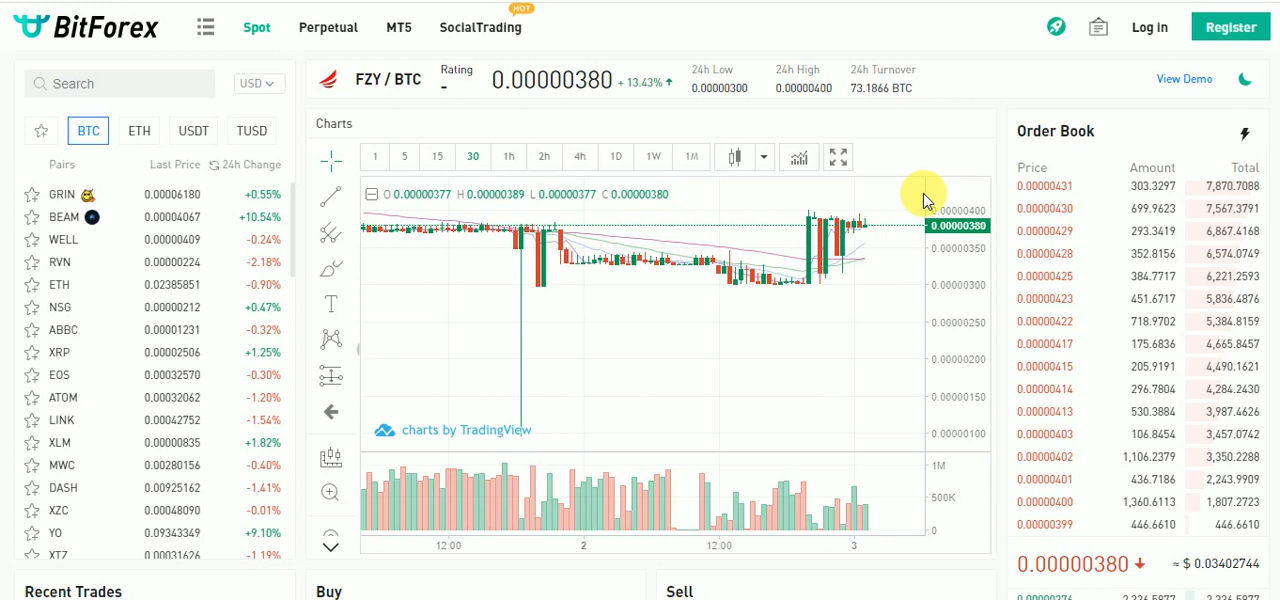 BitForex
Spot
Perpetual
MT5
SocialTrading
HOT
Log in
Register
Search
USD
BTC
ETH
USDT
TUSD
Pairs Last Price 24h Change
GRIN 0.00006180 +0.55%
BEAM 0.00004067 +10.54%
WELL 0.00000409 -0.24%
RVN 0.00000224 -2.18%
ETH 0.02385851 -0.90%
NSG 0.00000212 +0.47%
ABBC 0.00001231 -0.32%
XRP 0.00002506 +1.25%
EOS 0.00032570 -0.30%
ATOM 0.00032062 -1.20%
LINK 0.00042752 -1.54%
XLM 0.00000835 +1.82%
MWC 0.00280156 -0.40%
DASH 0.00925162 -1.41%
XZC 0.00048090 -0.01%
YO 0.09343349 +9.10%
XTZ 0.00031626 -1.19%
Recent Trades
FZY / BTC
Rating
-
0.00000380 + 13.43%
24h Low
0.00000300
24h High
0.00000400
24h Turnover
73.1866 BTC
View Demo
Charts
1 5 15 30 1h 2h 4h 1D 1W 1M
O 0.00000377 H 0.00000389 L 0.00000377 C 0.00000380
0.00000400
0.00000380
0.00000350
0.00000300
0.00000250
0.00000200
0.00000150
0.00000100
charts by TradingView
1M
500K
0
12:00 2 12:00 3
Buy
Sell
Order Book
Price Amount Total
0.00000431 303.3297 7,870.7088
0.00000430 699.9623 7,567.3791
0.00000429 293.3419 6,867.4168
0.00000428 352.8156 6,574.0749
0.00000425 384.7717 6,221.2593
0.00000423 451.6717 5,836.4876
0.00000422 718.9702 5,384.8159
0.00000417 175.6836 4,665.8457
0.00000415 205.9191 4,490.1621
0.00000414 296.7804 4,284.2430
0.00000413 530.3884 3,987.4626
0.00000403 106.8454 3,457.0742
0.00000402 1,106.2379 3,350.2288
0.00000401 436.7186 2,243.9909
0.00000400 1,360.6113 1,807.2723
0.00000399 446.6610 446.6610
0.00000380 ≈ $ 0.03402744
0.00000376 2,236.5877 2,236.5877